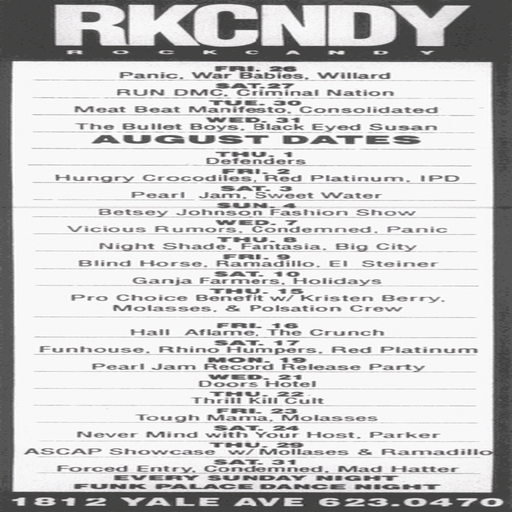 RKCNDY
ROCKCANDY
FRI. 26
Panic, War Babies, Willard
SAT. 27
RUN DMC, Criminal Nation
TUE. 30
Meat Beat Manifesto, Consolidated
WED. 31
The Bullet Boys, Black Eyed Susan
AUGUST DATES
THU. 1
Defenders
FRI. 2
Hungry Crocodiles, Red Platinum, IPD
SAT. 3
Pearl Jam, Sweet Water
SUN. 4
Betsey Johnson Fashion Show
WED. 7
Vicious Rumors, Condemned, Panic
THU. 8
Night Shade, Fantasia, Big City
FRI. 9
Blind Horse, Ramadillo, El Steiner
SAT. 10
Ganja Farmers, Holidays
THU. 15
Pro Choice Benefit w/ Kristen Berry,
Molasses, & Polsation Crew
FRI. 16
Hall Aflame, The Crunch
SAT. 17
Funhouse, Rhino Humpers, Red Platinum
MON. 19
Pearl Jam Record Release Party
WED. 21
Doors Hotel
THU. 22
Thrill Kill Cult
FRI. 23
Tough Mama, Molasses
SAT. 24
Never Mind with Your Host, Parker
THU. 29
ASCAP Showcase w/ Mollases & Ramadillo
SAT. 31
Forced Entry, Condemned, Mad Hatter
EVERY SUNDAY NIGHT
FUNK PALACE DANCE NIGHT
1812 YALE AVE 623.0470